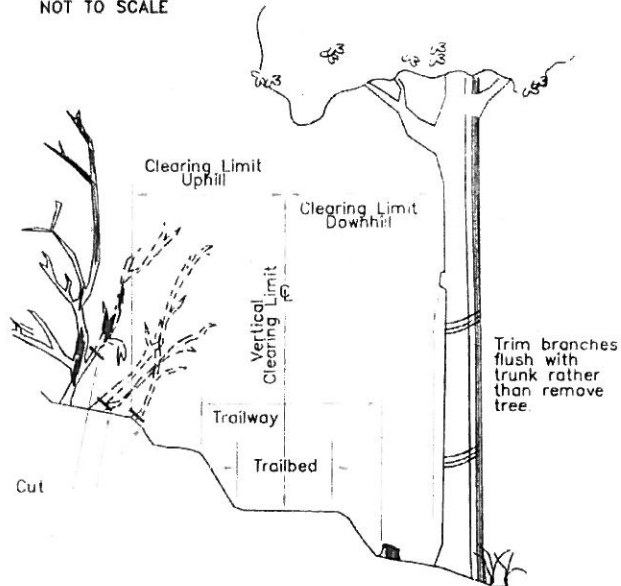 NOT TO SCALE
Clearing Limit
Uphill
Clearing Limit
Downhill
Vertical
Clearing Limit
℄
Trim branches
flush with
trunk rather
than remove
tree.
Trailway
Trailbed
Cut